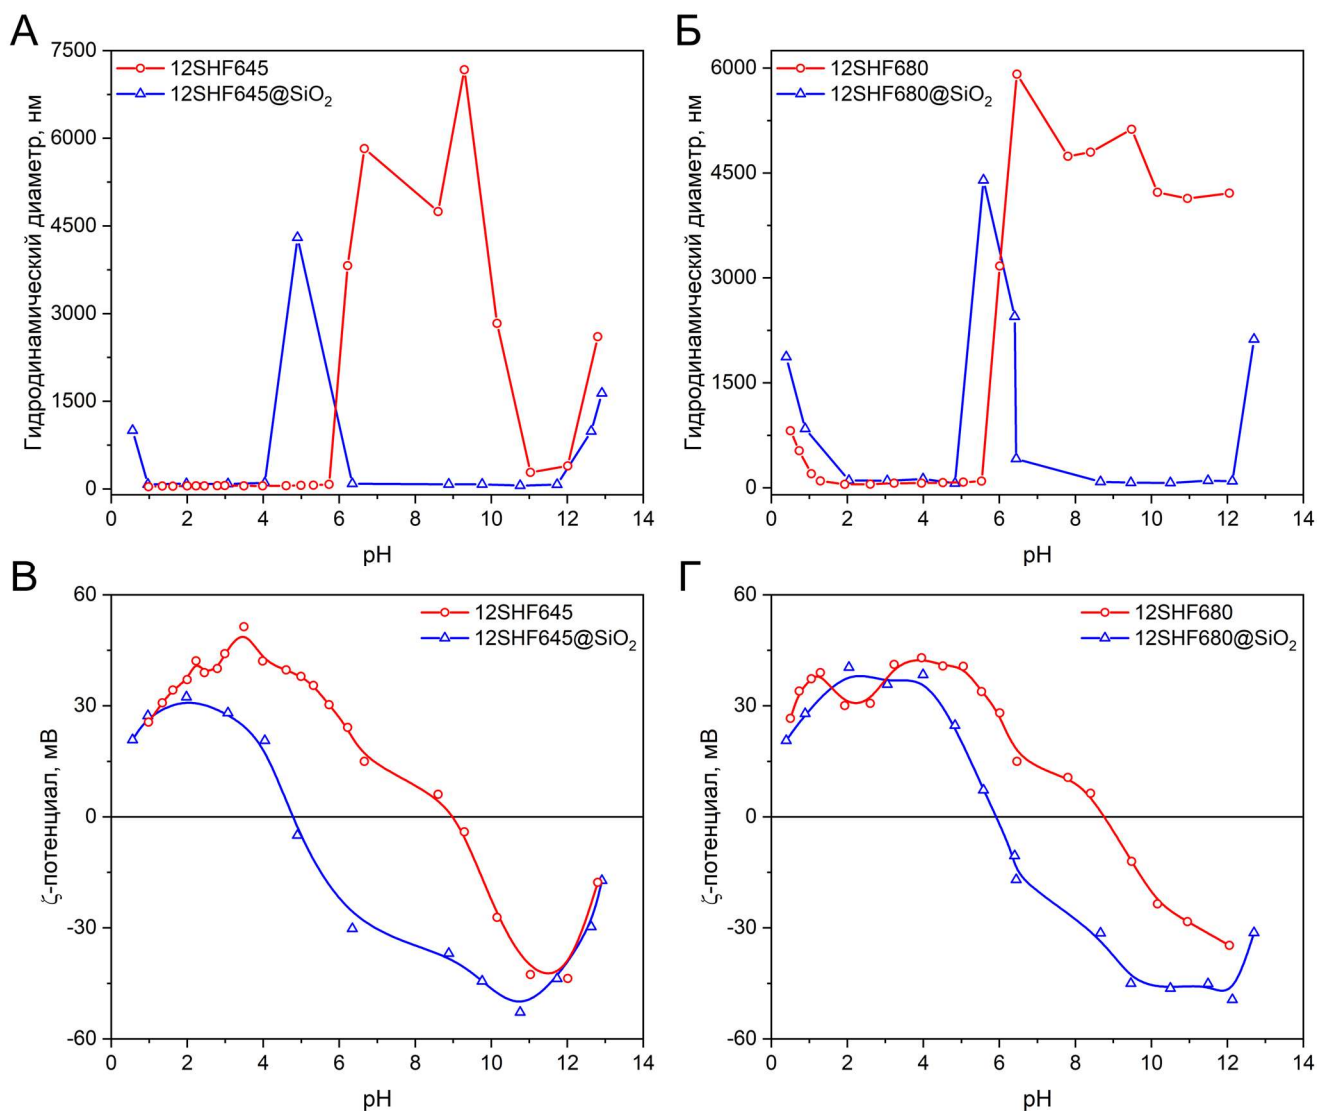 А
Гидродинамический диаметр, нм
7500
6000
4500
3000
1500
0
12SHF645
12SHF645@SiO₂
0 2 4 6 8 10 12 14
pH
Б
Гидродинамический диаметр, нм
6000
4500
3000
1500
0
12SHF680
12SHF680@SiO₂
0 2 4 6 8 10 12 14
pH
В
ζ-потенциал, мВ
60
30
0
-30
-60
12SHF645
12SHF645@SiO₂
0 2 4 6 8 10 12 14
pH
Г
ζ-потенциал, мВ
60
30
0
-30
-60
12SHF680
12SHF680@SiO₂
0 2 4 6 8 10 12 14
pH